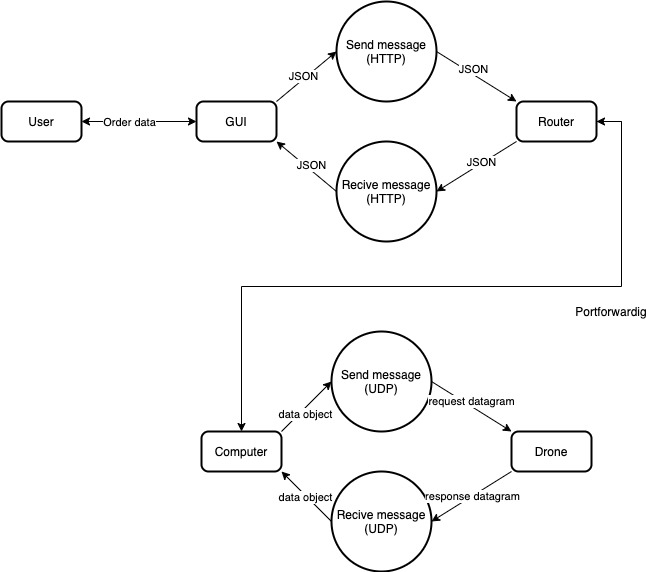 Send message
(HTTP)
JSON
JSON
User
Order data
GUI
Router
JSON
JSON
Recive message
(HTTP)
Portforwardig
Send message
(UDP)
data object
request datagram
Computer
Drone
data object
response datagram
Recive message
(UDP)